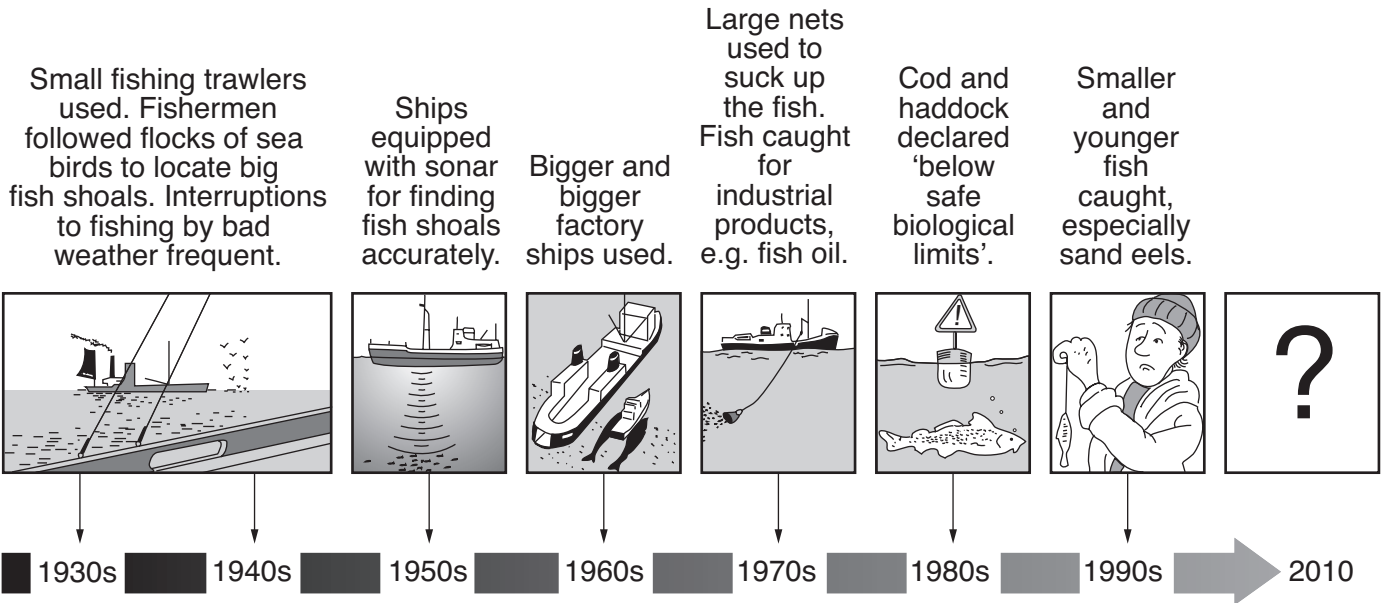 Small fishing trawlers
used. Fishermen
followed flocks of sea
birds to locate big
fish shoals. Interruptions
to fishing by bad
weather frequent.
Ships
equipped
with sonar
for finding
fish shoals
accurately.
Bigger and
bigger
factory
ships used.
Large nets
used to
suck up
the fish.
Fish caught
for
industrial
products,
e.g. fish oil.
Cod and
haddock
declared
‘below
safe
biological
limits’.
Smaller
and
younger
fish
caught,
especially
sand eels.
!
?
1930s 1940s 1950s 1960s 1970s 1980s 1990s 2010